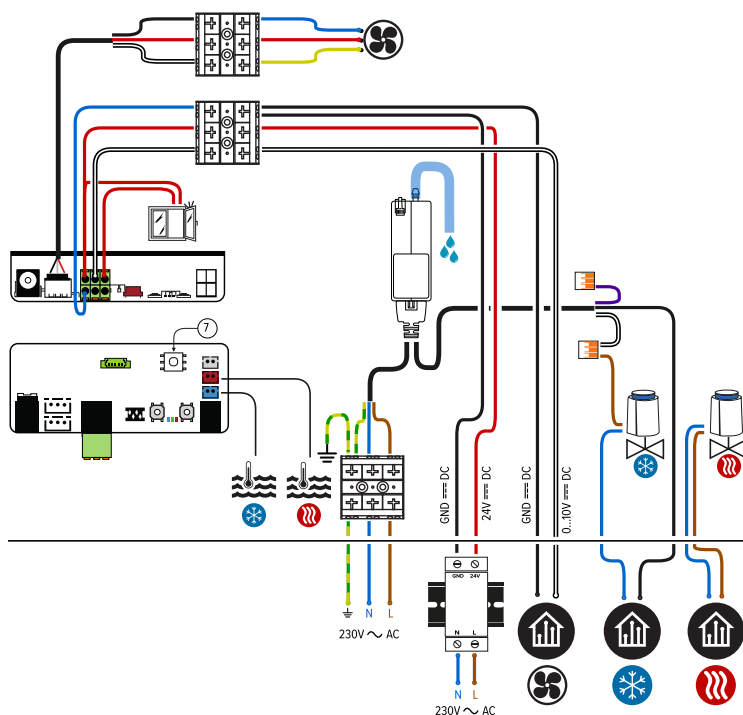 7
GND ⎓ DC
24V ⎓ DC
GND ⎓ DC
0...10V ⎓ DC
GND 24V
N L
230V ~ AC
N L
N L
230V ~ AC